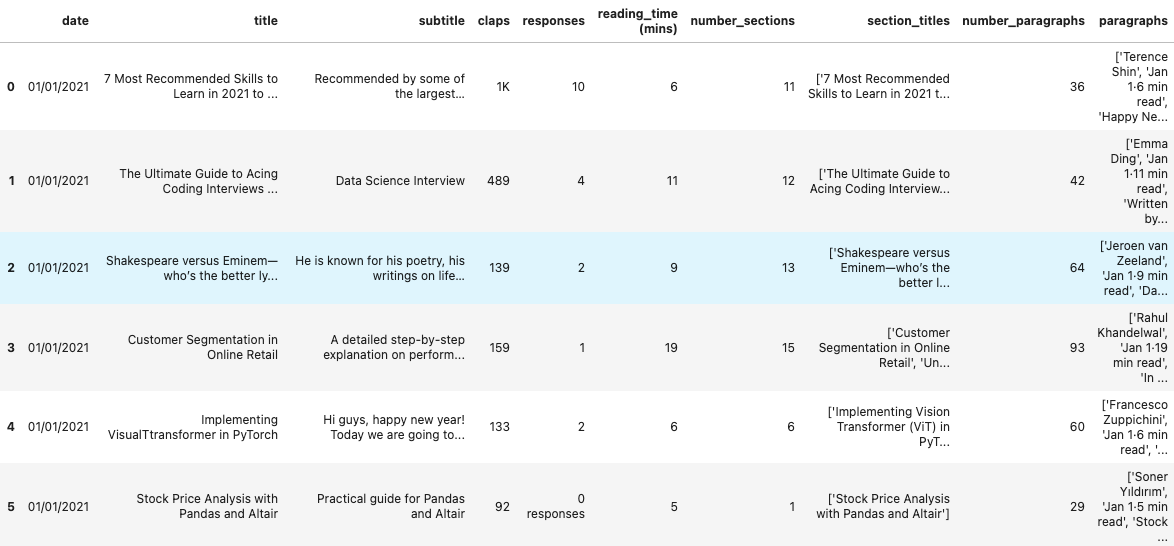 date title subtitle claps responses reading_time (mins) number_sections section_titles number_paragraphs paragraphs
0 01/01/2021 7 Most Recommended Skills to Learn in 2021 to ... Recommended by some of the largest... 1K 10 6 11 ['7 Most Recommended Skills to Learn in 2021 t... 36 ['Terence Shin', 'Jan 1·6 min read', 'Happy Ne...
1 01/01/2021 The Ultimate Guide to Acing Coding Interviews ... Data Science Interview 489 4 11 12 ['The Ultimate Guide to Acing Coding Interview... 42 ['Emma Ding', 'Jan 1·11 min read', 'Written by...
2 01/01/2021 Shakespeare versus Eminem—who's the better ly... He is known for his poetry, his writings on life... 139 2 9 13 ['Shakespeare versus Eminem—who's the better l... 64 ['Jeroen van Zeeland', 'Jan 1·9 min read', 'Da...
3 01/01/2021 Customer Segmentation in Online Retail A detailed step-by-step explanation on perform... 159 1 19 15 ['Customer Segmentation in Online Retail', 'Un... 93 ['Rahul Khandelwal', 'Jan 1·19 min read', 'In ...
4 01/01/2021 Implementing VisualTtransformer in PyTorch Hi guys, happy new year! Today we are going to... 133 2 6 6 ['Implementing Vision Transformer (ViT) in PyT... 60 ['Francesco Zuppichini', 'Jan 1·6 min read', '...
5 01/01/2021 Stock Price Analysis with Pandas and Altair Practical guide for Pandas and Altair 92 0 responses 5 1 ['Stock Price Analysis with Pandas and Altair'] 29 ['Soner Yıldırım', 'Jan 1·5 min read', 'Stock ...